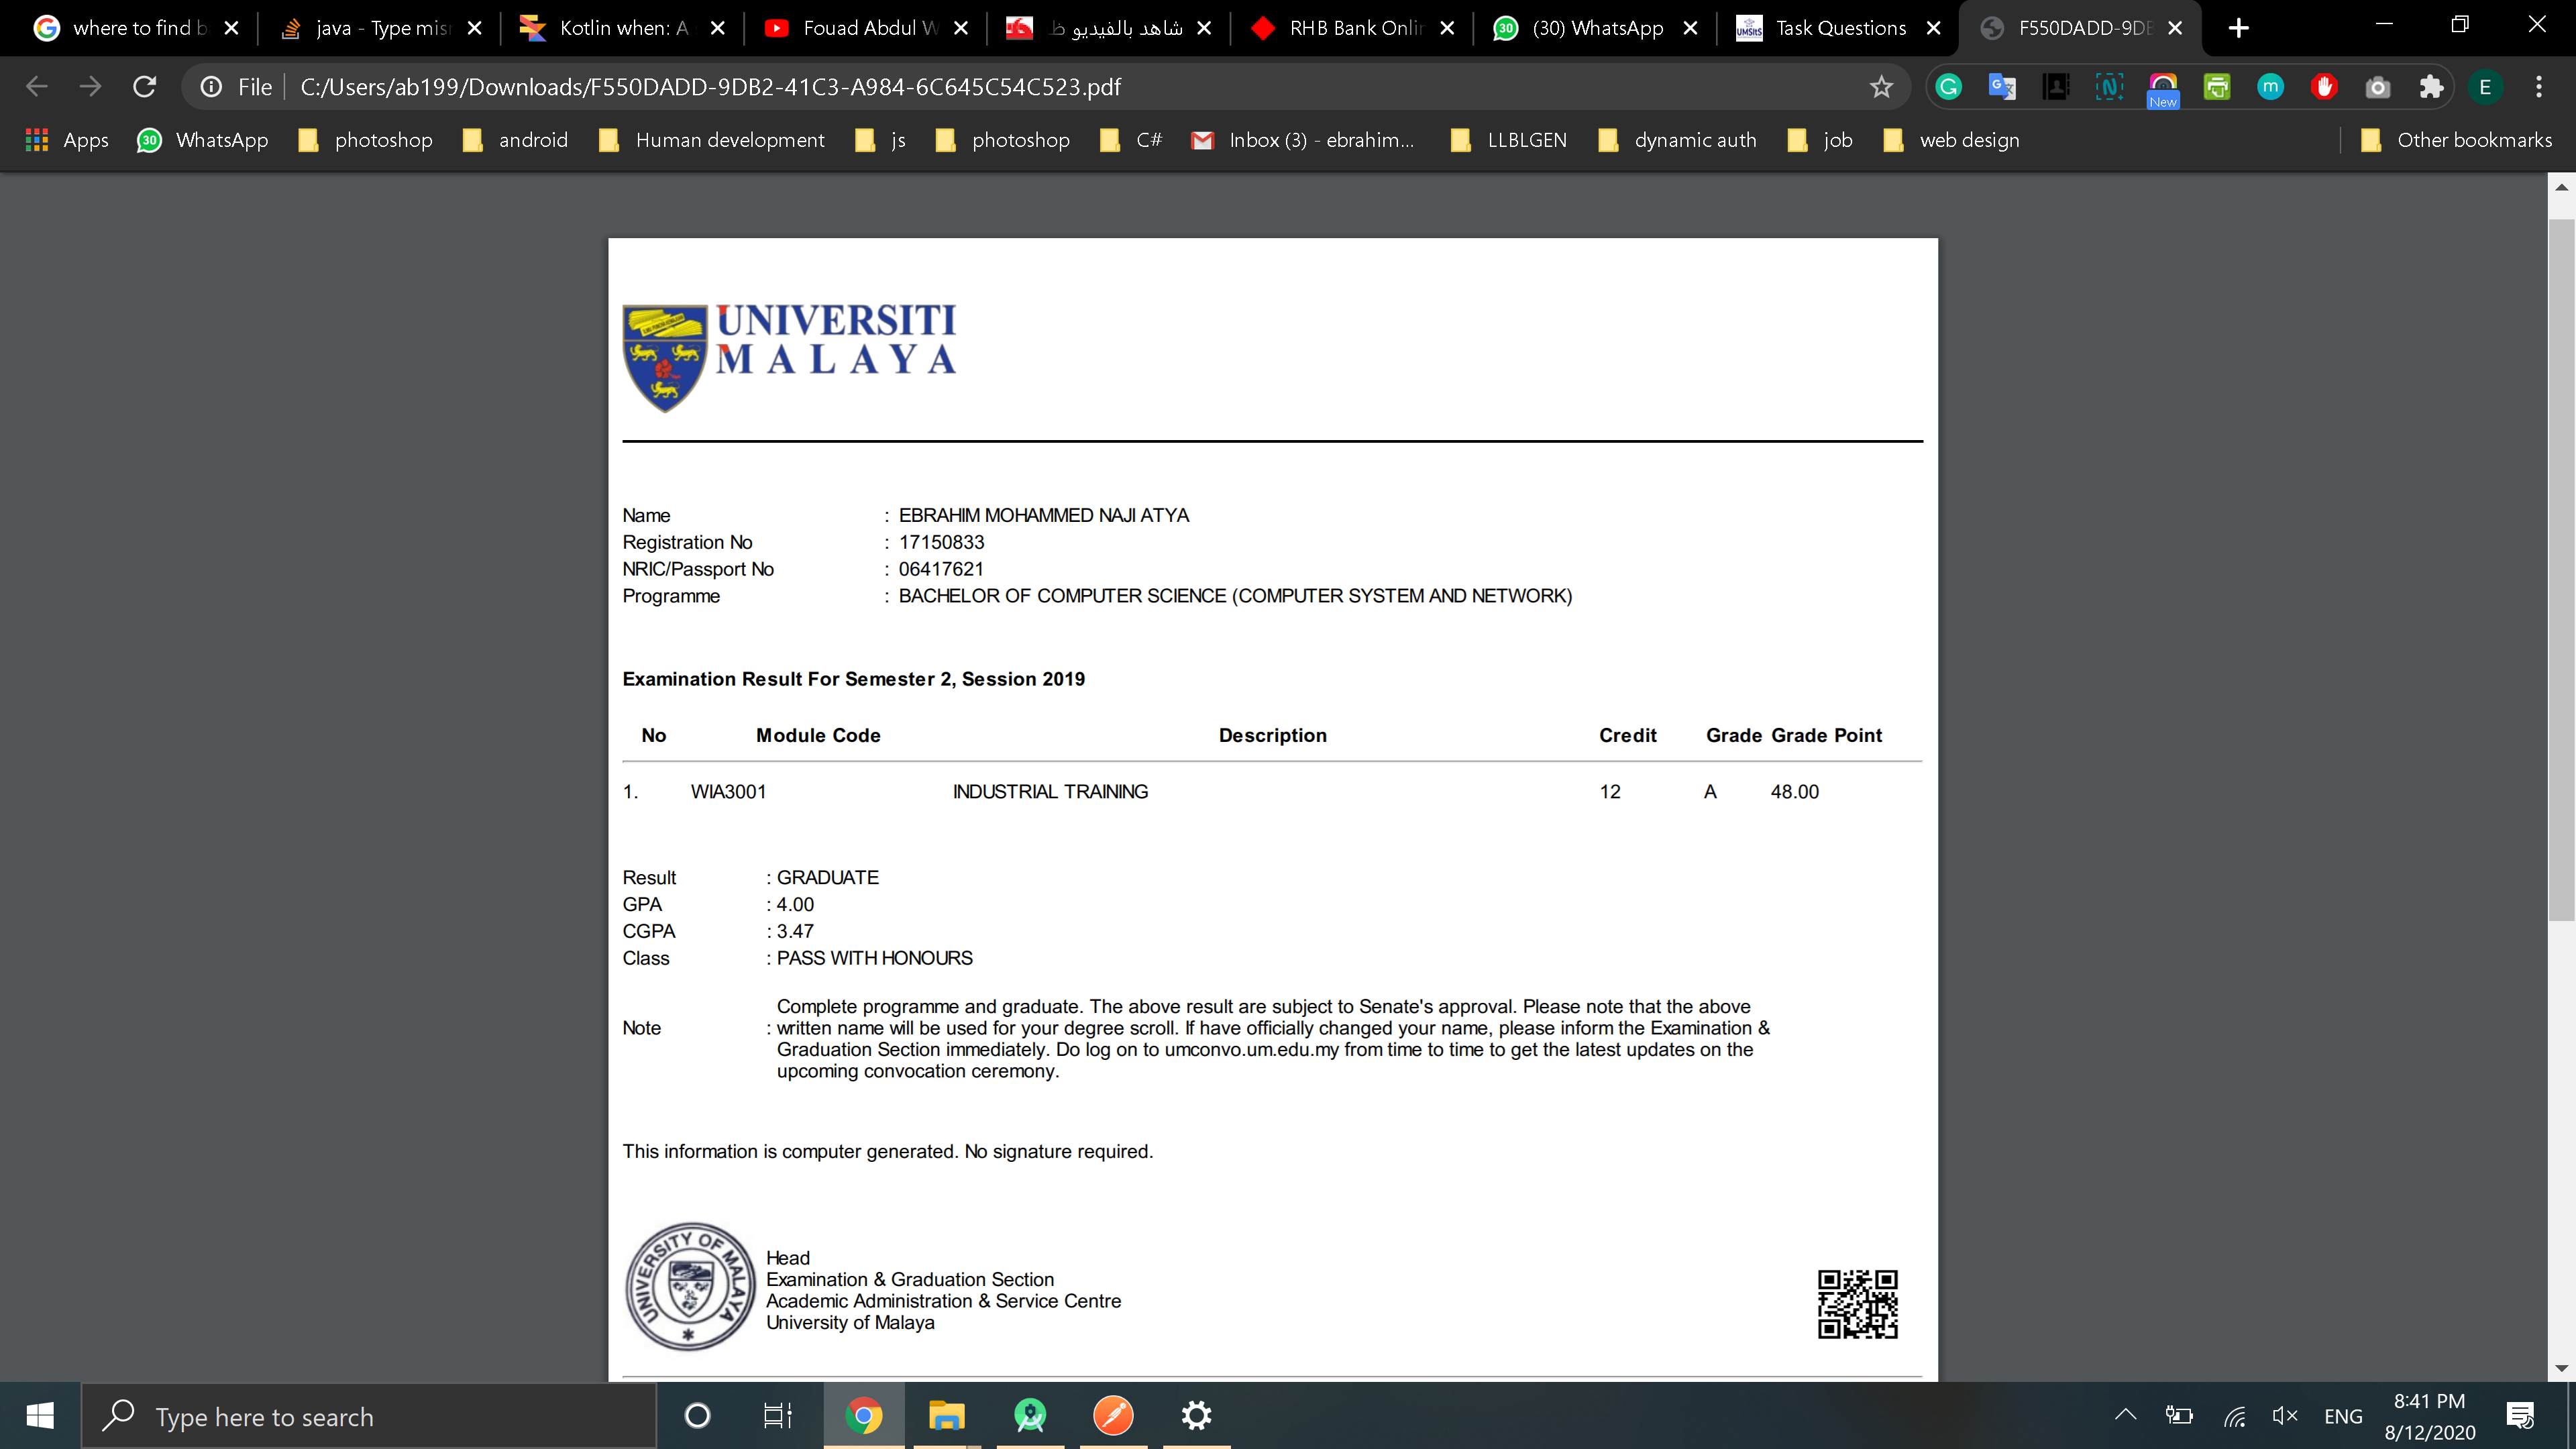 where to find b
java - Type misr
Kotlin when: A
Fouad Abdul W
شاهد بالفيديو ظ
RHB Bank Onlin
(30) WhatsApp
Task Questions
F550DADD-9DB
File C:/Users/ab199/Downloads/F550DADD-9DB2-41C3-A984-6C645C54C523.pdf
New
E
Apps WhatsApp photoshop android Human development js photoshop C# Inbox (3) - ebrahim... LLBLGEN dynamic auth job web design Other bookmarks
UNIVERSITI
MALAYA
Name : EBRAHIM MOHAMMED NAJI ATYA
Registration No : 17150833
NRIC/Passport No : 06417621
Programme : BACHELOR OF COMPUTER SCIENCE (COMPUTER SYSTEM AND NETWORK)
Examination Result For Semester 2, Session 2019
No Module Code Description Credit Grade Grade Point
1. WIA3001 INDUSTRIAL TRAINING 12 A 48.00
Result : GRADUATE
GPA : 4.00
CGPA : 3.47
Class : PASS WITH HONOURS
Complete programme and graduate. The above result are subject to Senate's approval. Please note that the above
Note : written name will be used for your degree scroll. If have officially changed your name, please inform the Examination &
Graduation Section immediately. Do log on to umconvo.um.edu.my from time to time to get the latest updates on the
upcoming convocation ceremony.
This information is computer generated. No signature required.
UNIVERSITY OF MALAYA
Head
Examination & Graduation Section
Academic Administration & Service Centre
University of Malaya
Type here to search
ENG
8:41 PM
8/12/2020